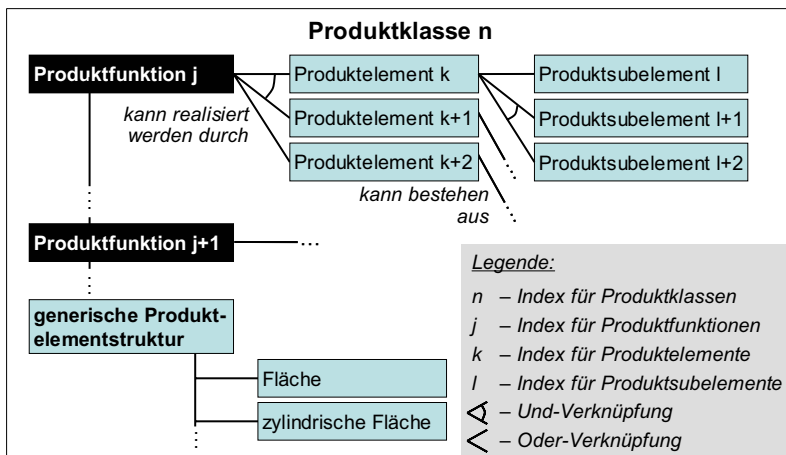 Produktklasse n
Produktfunktion j
Produktelement k
Produktsubelement l
kann realisiert
werden durch
Produktelement k+1
Produktsubelement l+1
Produktelement k+2
Produktsubelement l+2
kann bestehen
aus
Produktfunktion j+1
generische Produkt-
elementstruktur
Fläche
zylindrische Fläche
Legende:
n – Index für Produktklassen
j – Index für Produktfunktionen
k – Index für Produktelemente
l – Index für Produktsubelemente
– Und-Verknüpfung
– Oder-Verknüpfung